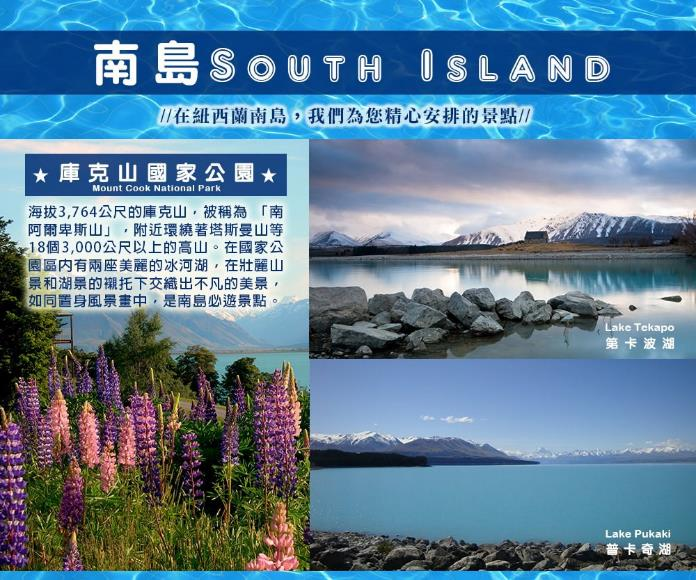 南島SOUTH ISLAND
//在紐西蘭南島，我們為您精心安排的景點//
★ 庫克山國家公園 ★
Mount Cook National Park
海拔3,764公尺的庫克山，被稱為 「南
阿爾卑斯山」，附近環繞著塔斯曼山等
18個3,000公尺以上的高山。在國家公
園區內有兩座美麗的冰河湖，在壯麗山
景和湖景的襯托下交織出不凡的美景，
如同置身風景畫中，是南島必遊景點。
Lake Tekapo
第卡波湖
Lake Pukaki
普卡奇湖